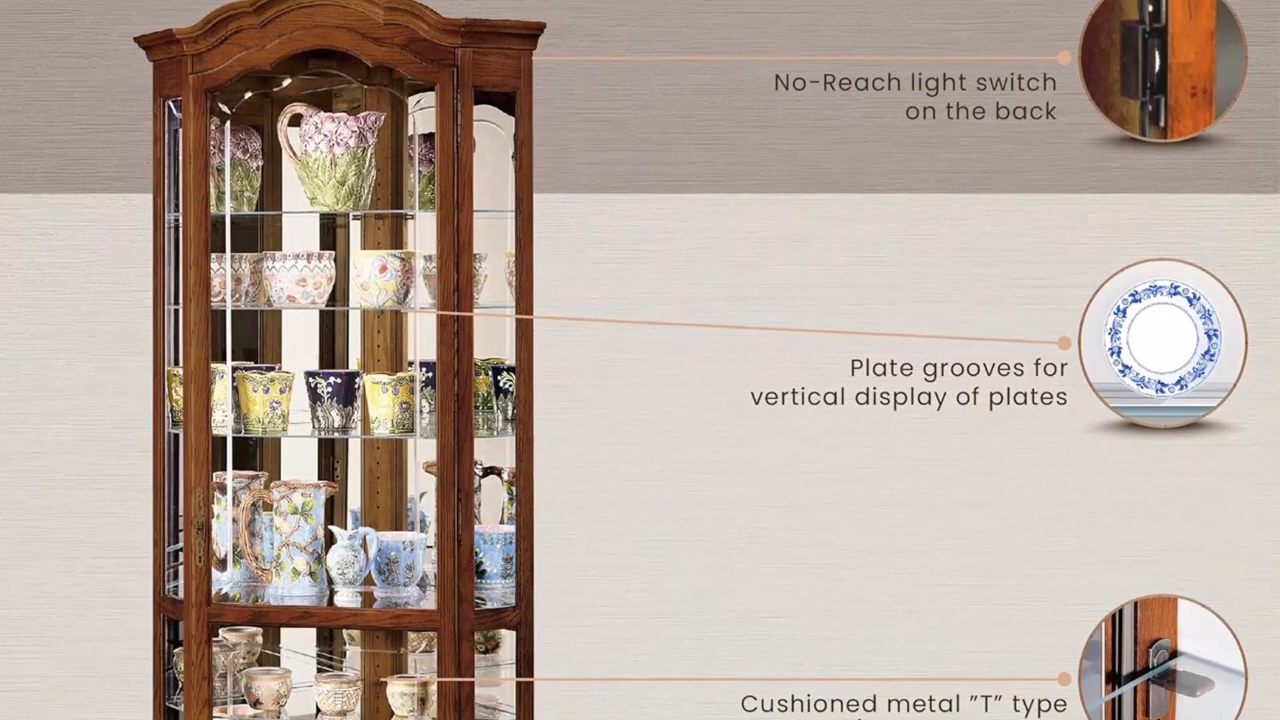 No-Reach light switch
on the back
Plate grooves for
vertical display of plates
Cushioned metal ”T” type